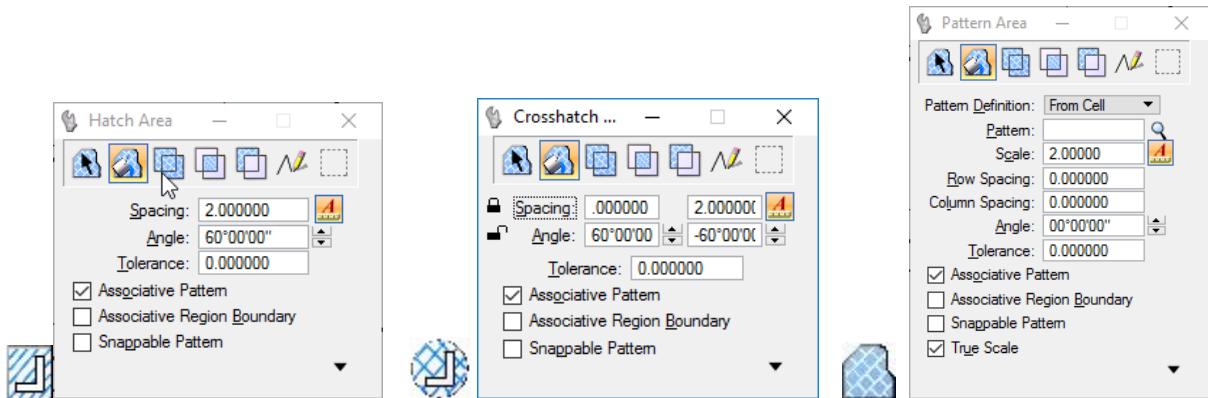 Hatch Area
Spacing: 2.000000
Angle: 60°00'00"
Tolerance: 0.000000
Associative Pattern
Associative Region Boundary
Snappable Pattern
Crosshatch ...
Spacing: .000000 2.000000(
Angle: 60°00'00 -60°00'00(
Tolerance: 0.000000
Associative Pattern
Associative Region Boundary
Snappable Pattern
Pattern Area
Pattern Definition: From Cell
Pattern:
Scale: 2.00000
Row Spacing: 0.000000
Column Spacing: 0.000000
Angle: 00°00'00"
Tolerance: 0.000000
Associative Pattern
Associative Region Boundary
Snappable Pattern
True Scale